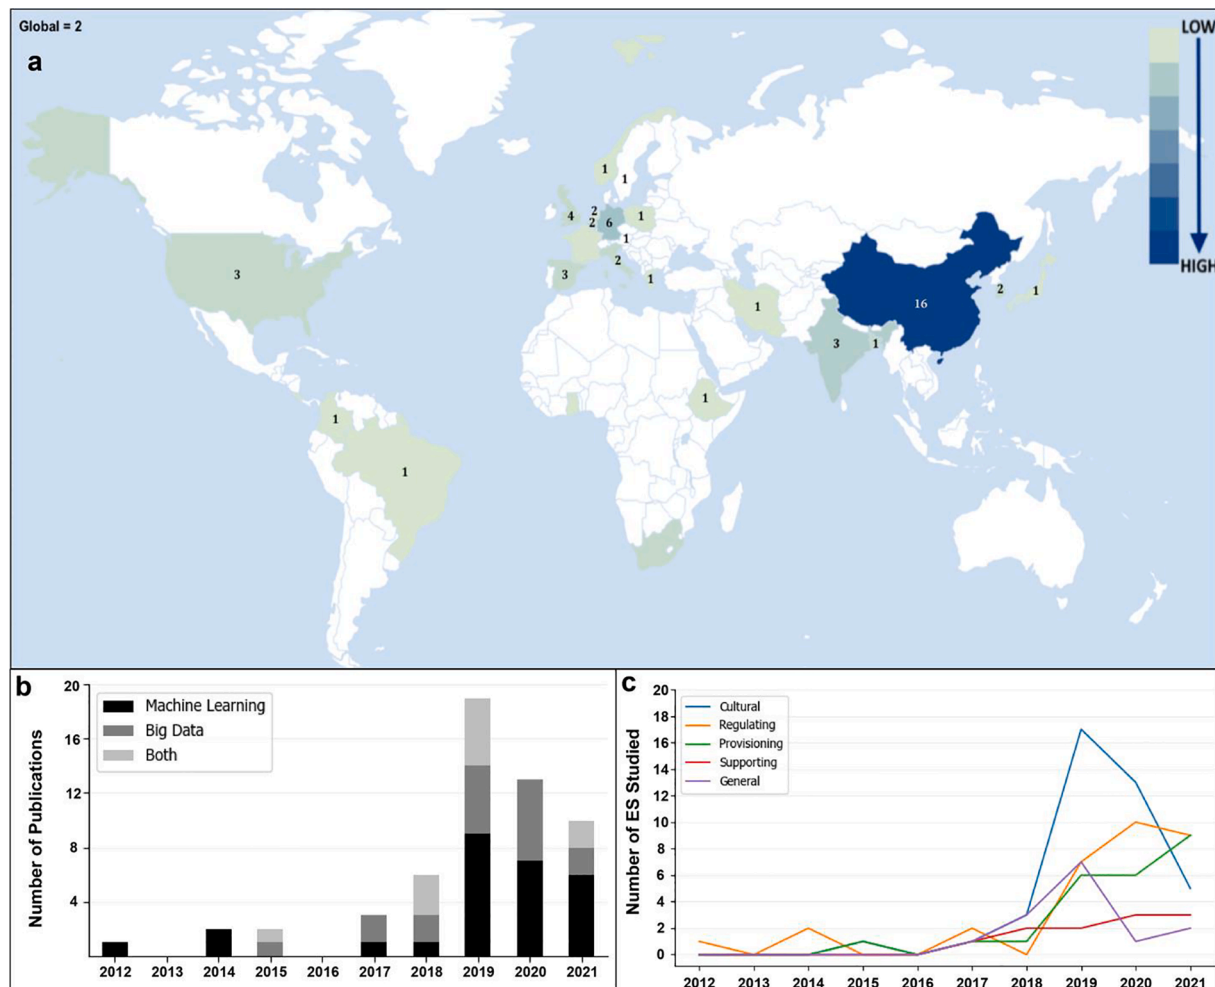 Global = 2
a
LOW
HIGH
1
1
4
2
2
6
1
1
2
3
1
3
1
3
1
16
2
1
1
1
1
b
Number of Publications
20
16
12
8
4
Machine Learning
Big Data
Both
2012 2013 2014 2015 2016 2017 2018 2019 2020 2021
c
Number of ES Studied
20
18
16
14
12
10
8
6
4
2
0
Cultural
Regulating
Provisioning
Supporting
General
2012 2013 2014 2015 2016 2017 2018 2019 2020 2021